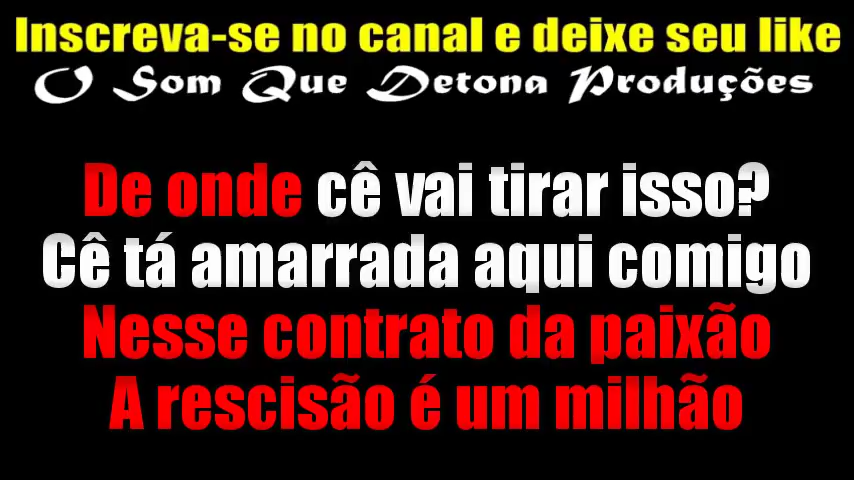 Inscreva-se no canal e deixe seu like
O Som Que Detona Produções
De onde cê vai tirar isso?
Cê tá amarrada aqui comigo
Nesse contrato da paixão
A rescisão é um milhão